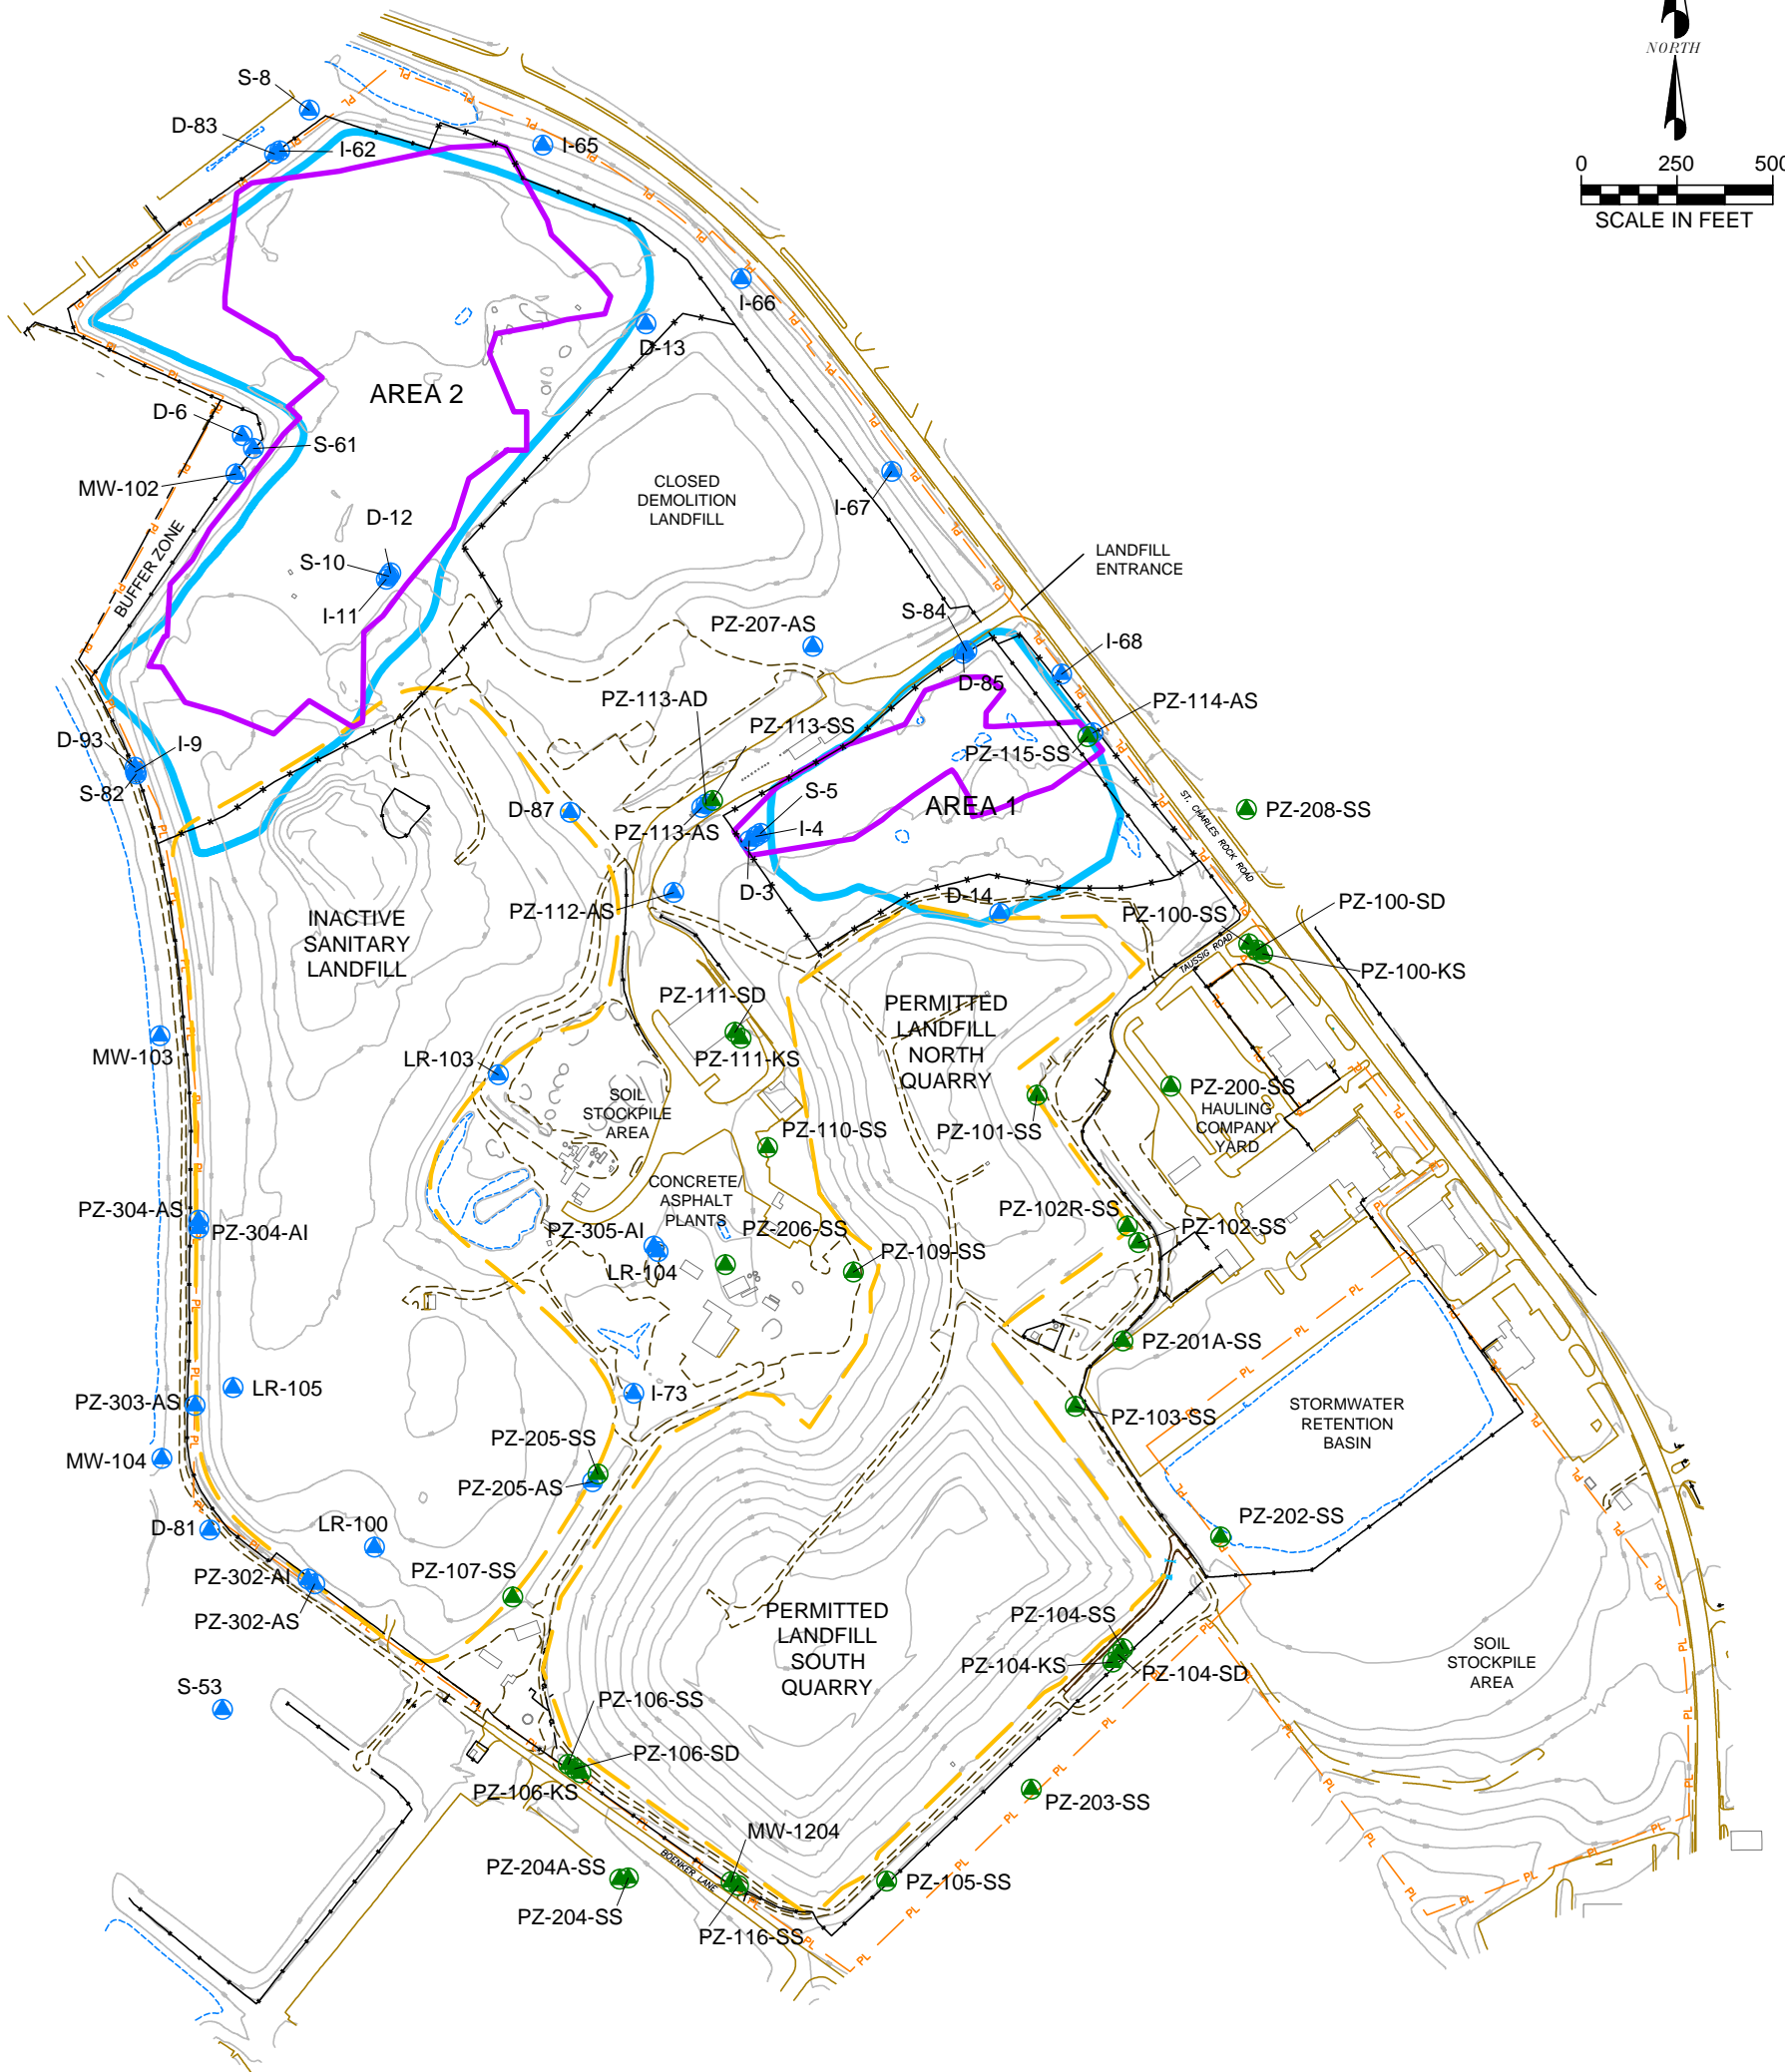 NORTH
0 250 500
SCALE IN FEET
S-8
D-83
I-62
I-65
I-66
D-13
AREA 2
D-6
S-61
MW-102
CLOSED
DEMOLITION
LANDFILL
I-67
D-12
S-10
I-11
BUFFER ZONE
LANDFILL
ENTRANCE
S-84
PZ-207-AS
I-68
D-85
PZ-113-AD
PZ-113-SS
PZ-114-AS
PZ-115-SS
D-93
I-9
S-82
D-87
PZ-113-AS
S-5
I-4
AREA 1
ST. CHARLES ROCK ROAD
PZ-208-SS
D-3
D-14
PZ-112-AS
INACTIVE
SANITARY
LANDFILL
PZ-100-SS
PZ-100-SD
TAUSSIG ROAD
PZ-100-KS
PZ-111-SD
PERMITTED
LANDFILL
NORTH
QUARRY
MW-103
LR-103
PZ-111-KS
SOIL
STOCKPILE
AREA
PZ-101-SS
PZ-200-SS
HAULING
COMPANY
YARD
PZ-110-SS
CONCRETE/
ASPHALT
PLANTS
PZ-304-AS
PZ-304-AI
PZ-305-AI
PZ-206-SS
LR-104
PZ-109-SS
PZ-102R-SS
PZ-102-SS
PZ-201A-SS
LR-105
PZ-303-AS
I-73
PZ-103-SS
STORMWATER
RETENTION
BASIN
MW-104
PZ-205-SS
PZ-205-AS
D-81
LR-100
PZ-202-SS
PZ-302-AI
PZ-302-AS
PZ-107-SS
PERMITTED
LANDFILL
SOUTH
QUARRY
PZ-104-SS
PZ-104-KS
PZ-104-SD
SOIL
STOCKPILE
AREA
S-53
PZ-106-SS
PZ-106-SD
PZ-106-KS
PZ-203-SS
MW-1204
BOENKER LANE
PZ-204A-SS
PZ-204-SS
PZ-105-SS
PZ-116-SS
PL